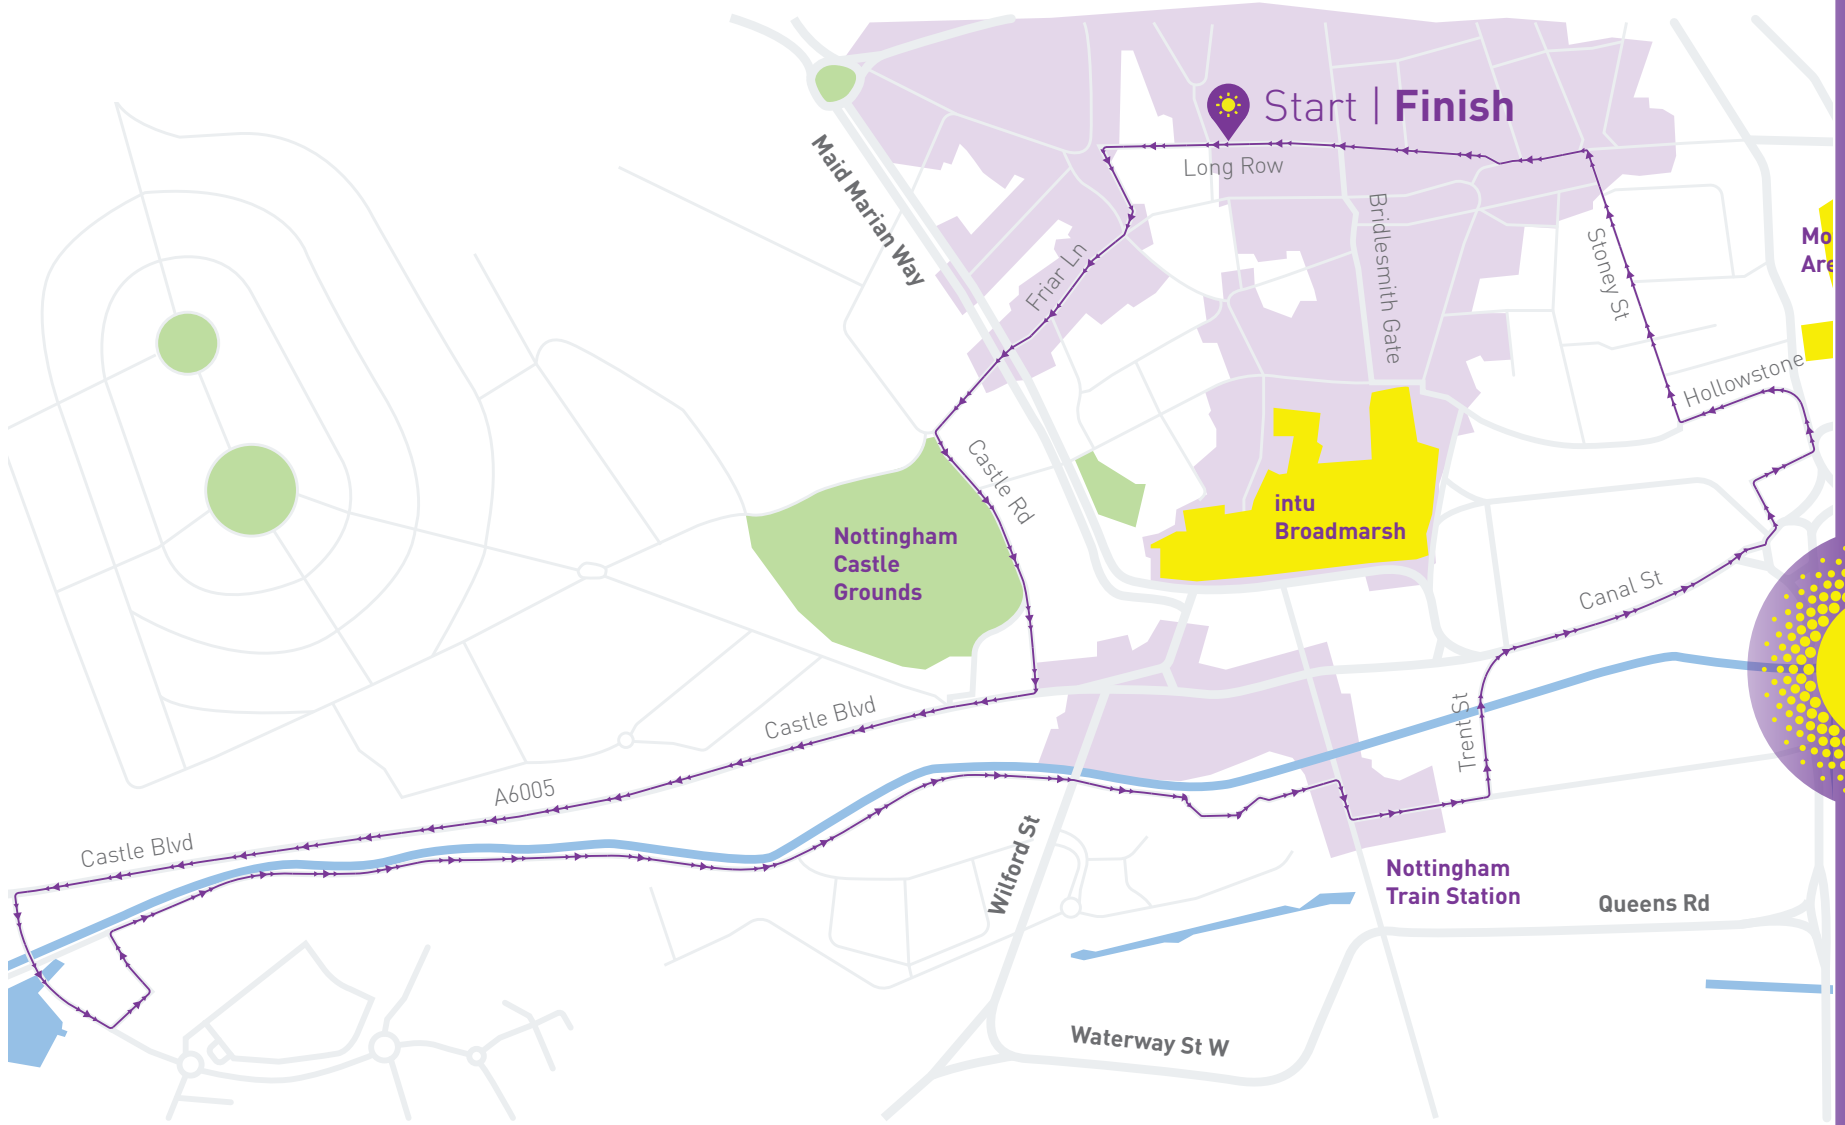 Start | Finish
Long Row
Maid Marian Way
Bridlesmith Gate
Friar Ln
Stoney St
Mo
Are
Hollowstone
Castle Rd
intu
Broadmarsh
Nottingham
Castle
Grounds
Canal St
Castle Blvd
Trent St
A6005
Castle Blvd
Wilford St
Nottingham
Train Station
Queens Rd
Waterway St W